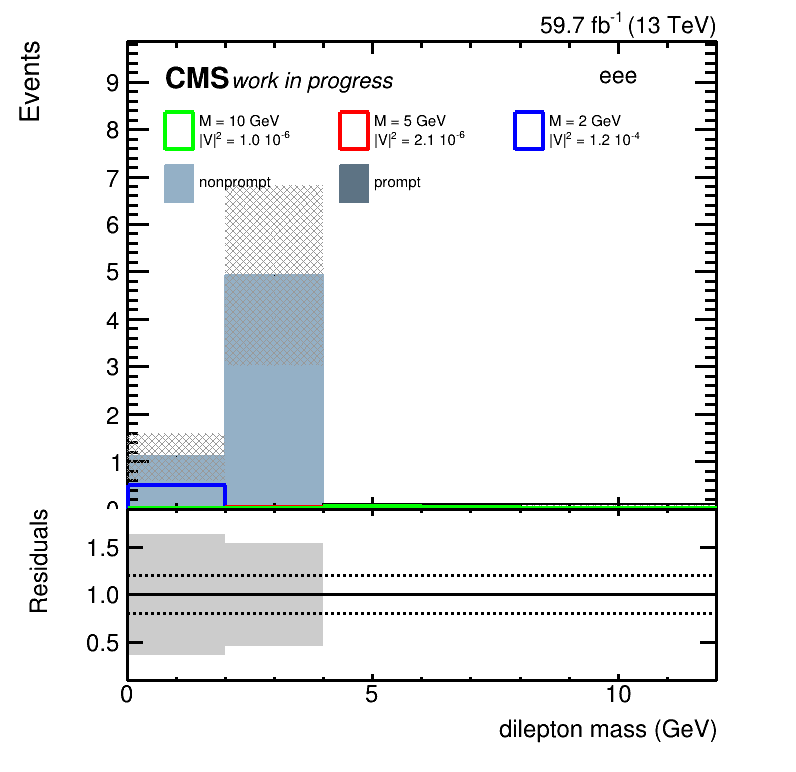 59.7 fb⁻¹ (13 TeV)
Events
CMS work in progress
eee
M = 10 GeV
|V|² = 1.0 10⁻⁶
M = 5 GeV
|V|² = 2.1 10⁻⁶
M = 2 GeV
|V|² = 1.2 10⁻⁴
nonprompt
prompt
9
8
7
6
5
4
3
2
1
0
Residuals
1.5
1.0
0.5
0 5 10
dilepton mass (GeV)